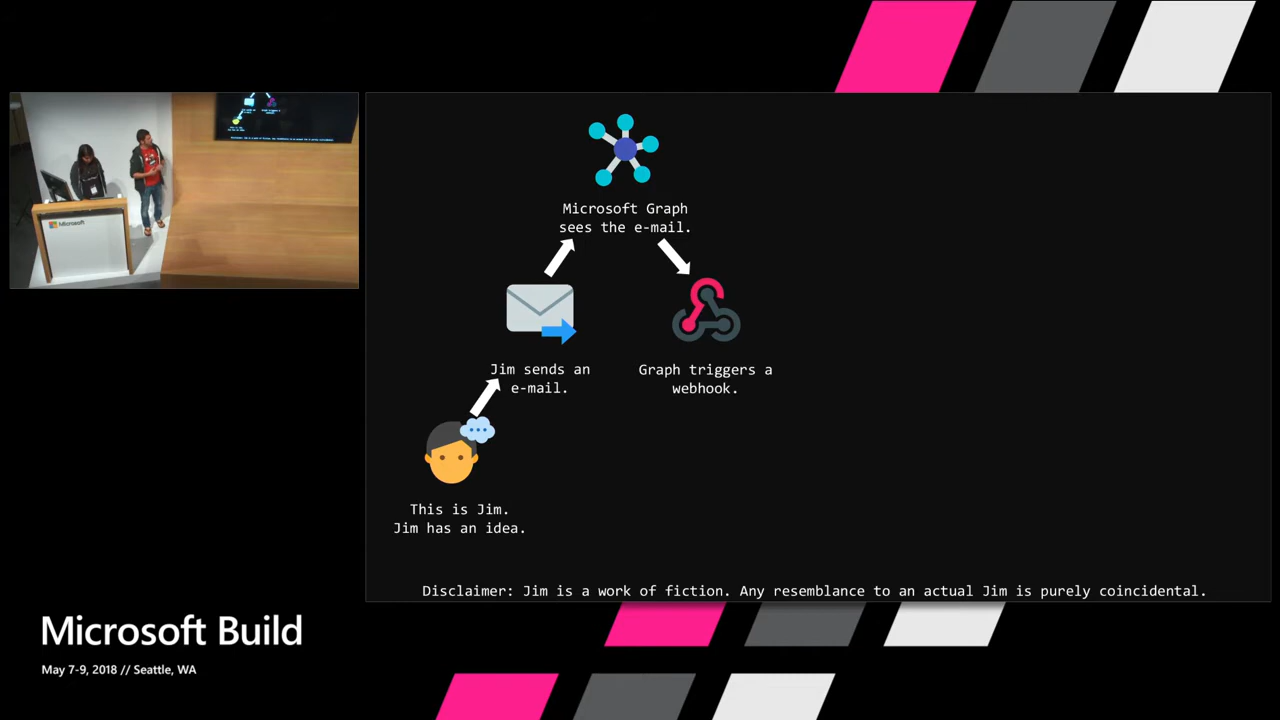 Microsoft Graph
sees the e-mail.
Jim sends an
e-mail.
Graph triggers a
webhook.
This is Jim.
Jim has an idea.
Disclaimer: Jim is a work of fiction. Any resemblance to an actual Jim is purely coincidental.
Microsoft
Microsoft Build
May 7-9, 2018 // Seattle, WA